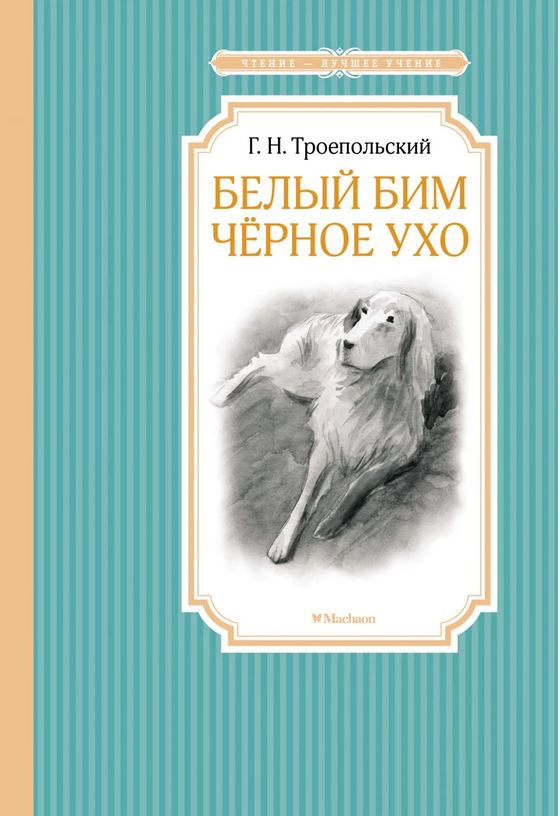 ЧТЕНИЕ — ЛУЧШЕЕ УЧЕНИЕ
Г. Н. Троепольский
БЕЛЫЙ БИМ
ЧЁРНОЕ УХО
Machaon